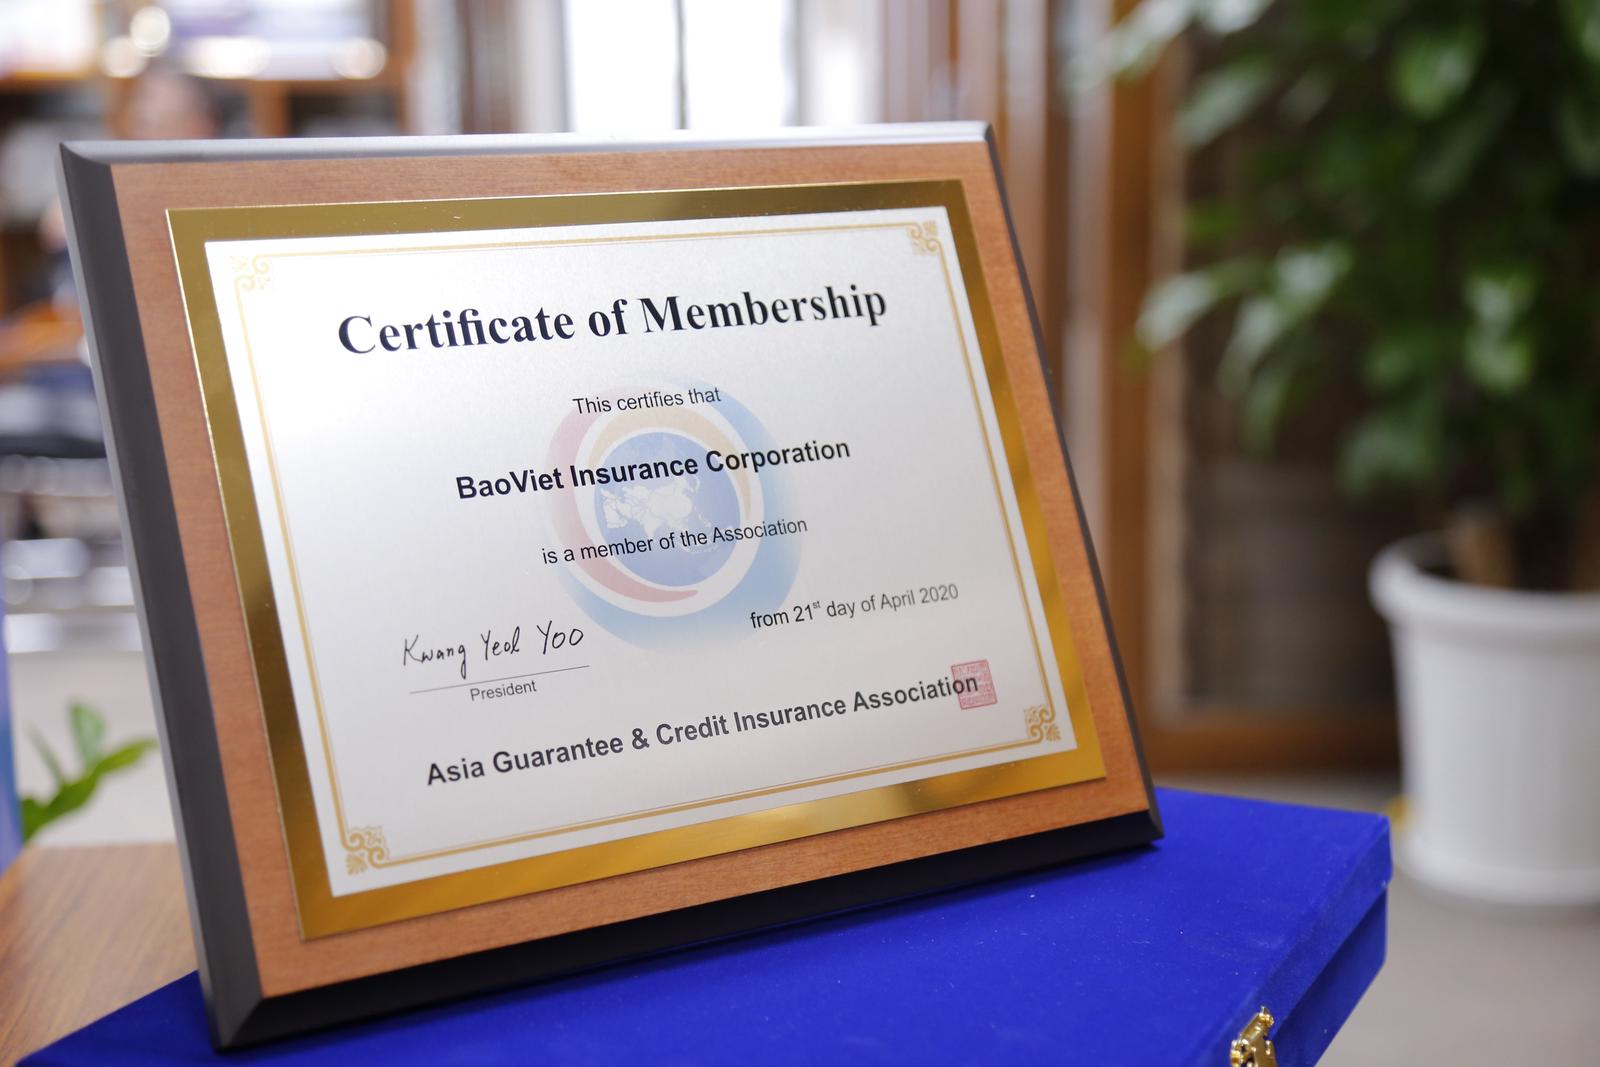 Certificate of Membership
This certifies that
BaoViet Insurance Corporation
is a member of the Association
from 21st day of April 2020
Kwang Yeol Yoo
President
Asia Guarantee & Credit Insurance Association